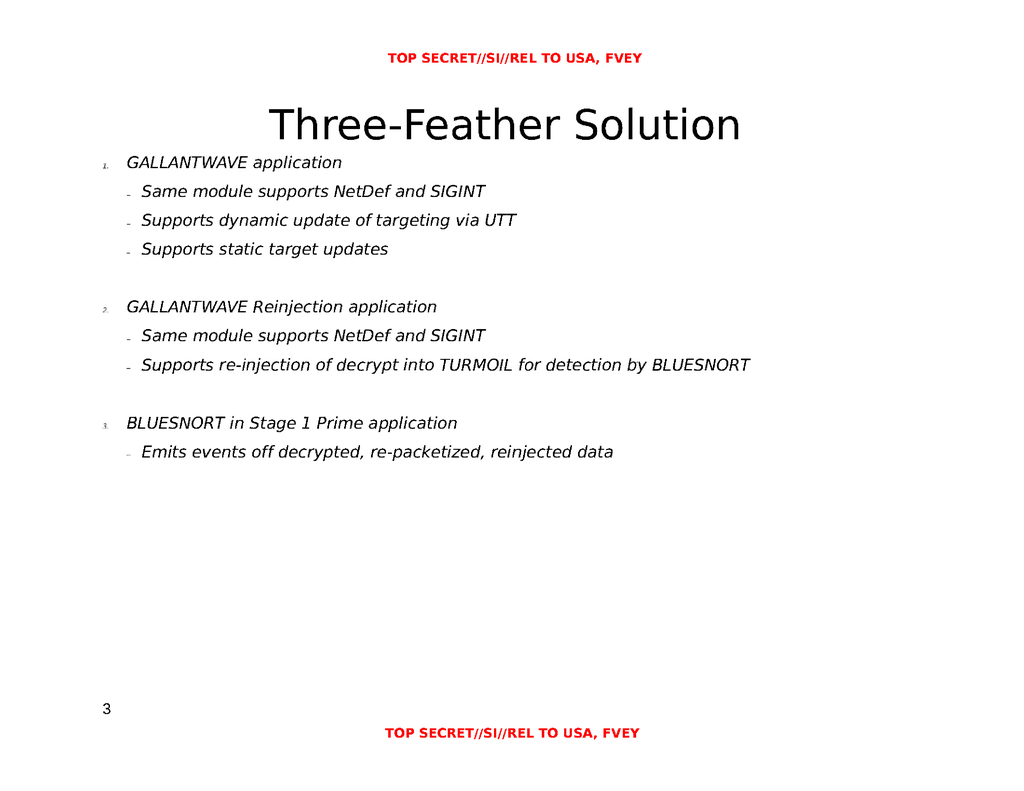 TOP SECRET//SI//REL TO USA, FVEY
Three-Feather Solution
1. GALLANTWAVE application
- Same module supports NetDef and SIGINT
- Supports dynamic update of targeting via UTT
- Supports static target updates
2. GALLANTWAVE Reinjection application
- Same module supports NetDef and SIGINT
- Supports re-injection of decrypt into TURMOIL for detection by BLUESNORT
3. BLUESNORT in Stage 1 Prime application
- Emits events off decrypted, re-packetized, reinjected data
3
TOP SECRET//SI//REL TO USA, FVEY